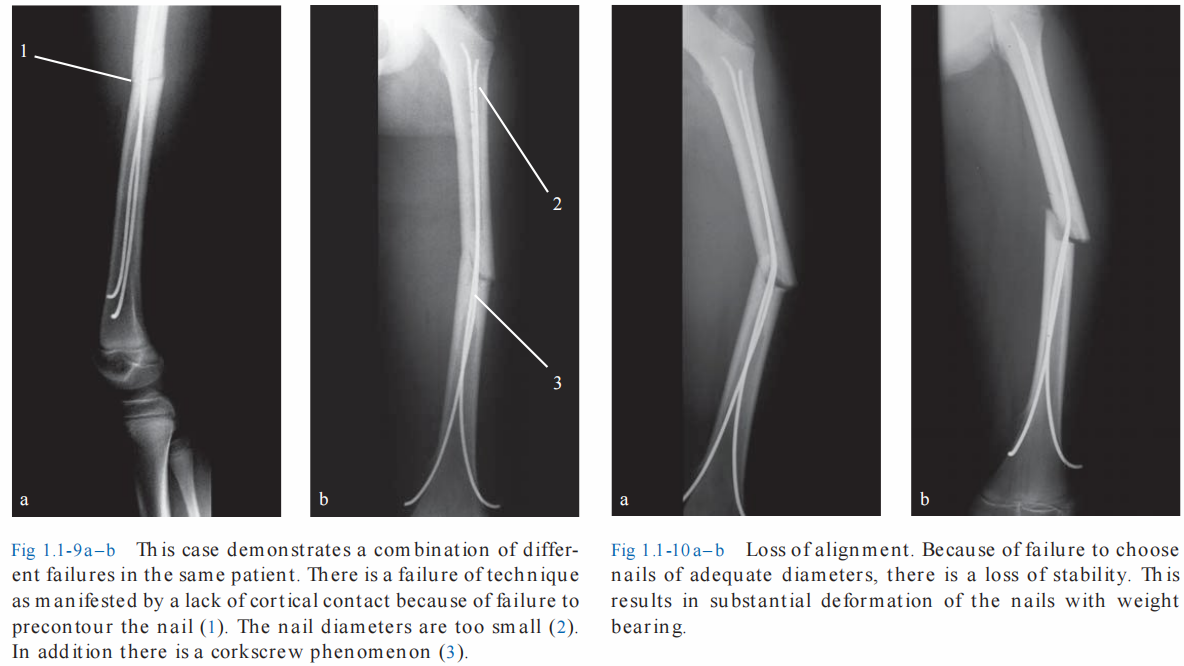 1
a
2
3
b
a
b
Fig 1.1-9a–b This case demonstrates a combination of differ-
ent failures in the same patient. There is a failure of technique
as manifested by a lack of cortical contact because of failure to
precontour the nail (1). The nail diameters are too small (2).
In addition there is a corkscrew phenomenon (3).
Fig 1.1-10a–b Loss of alignment. Because of failure to choose
nails of adequate diameters, there is a loss of stability. This
results in substantial deformation of the nails with weight
bearing.